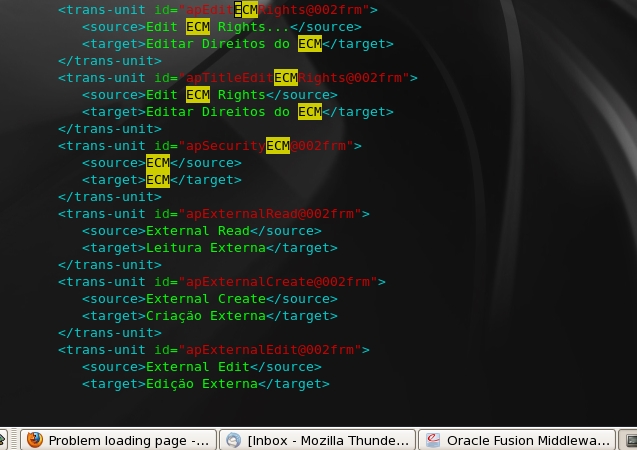 <trans-unit id="apEditECMRights@002frm">
<source>Edit ECM Rights...</source>
<target>Editar Direitos do ECM</target>
</trans-unit>
<trans-unit id="apTitleEditECMRights@002frm">
<source>Edit ECM Rights</source>
<target>Editar Direitos do ECM</target>
</trans-unit>
<trans-unit id="apSecurityECM@002frm">
<source>ECM</source>
<target>ECM</target>
</trans-unit>
<trans-unit id="apExternalRead@002frm">
<source>External Read</source>
<target>Leitura Externa</target>
</trans-unit>
<trans-unit id="apExternalCreate@002frm">
<source>External Create</source>
<target>Criação Externa</target>
</trans-unit>
<trans-unit id="apExternalEdit@002frm">
<source>External Edit</source>
<target>Edição Externa</target>
Problem loading page -... [Inbox - Mozilla Thunde... Oracle Fusion Middlewa...